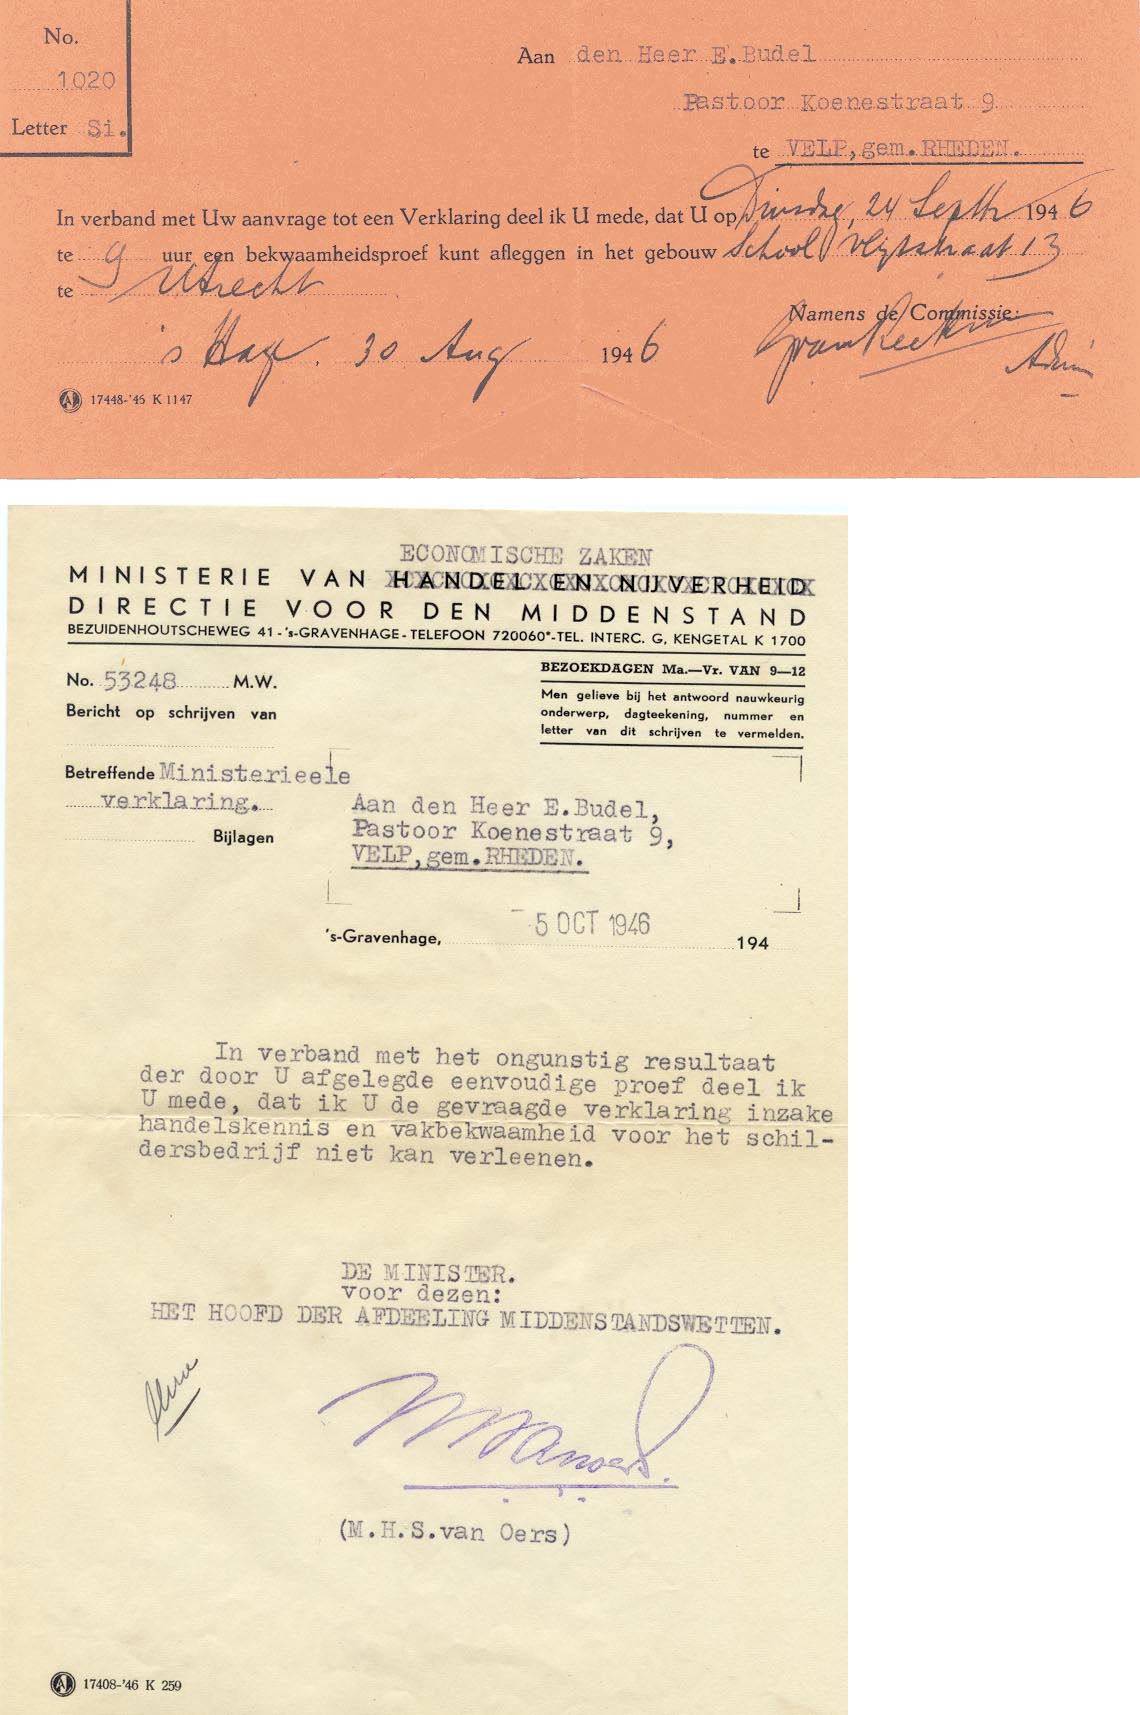 No.
1020
Letter Si.
Aan den Heer E.Budel
Pastoor Koenestraat 9
te VELP,gem.RHEDEN.
In verband met Uw aanvrage tot een Verklaring deel ik U mede, dat U op Dinsdag, 24 Septbr 1946
te 9 uur een bekwaamheidsproef kunt afleggen in het gebouw School Vlijtstraat 13
te Utrecht
Namens de Commissie:
's Hage. 30 Aug 1946
Adm
17448-'45 K 1147
ECONOMISCHE ZAKEN
MINISTERIE VAN HANDEL EN NIJVERHEID
DIRECTIE VOOR DEN MIDDENSTAND
BEZUIDENHOUTSCHEWEG 41 - 's-GRAVENHAGE - TELEFOON 720060*-TEL. INTERC. G, KENGETAL K 1700
No. 53248 M.W.
BEZOEKDAGEN Ma.—Vr. VAN 9—12
Bericht op schrijven van
Men gelieve bij het antwoord nauwkeurig
onderwerp, dagteekening, nummer en
letter van dit schrijven te vermelden.
Betreffende Ministerieele
verklaring.
Bijlagen
Aan den Heer E.Budel,
Pastoor Koenestraat 9,
VELP,gem.RHEDEN.
's-Gravenhage, - 5 OCT 1946 194
In verband met het ongunstig resultaat
der door U afgelegde eenvoudige proef deel ik
U mede, dat ik U de gevraagde verklaring inzake
handelskennis en vakbekwaamheid voor het schil-
dersbedrijf niet kan verleenen.
DE MINISTER.
voor dezen:
HET HOOFD DER AFDEELING MIDDENSTANDSWETTEN.
(M.H.S.van Oers)
17408-'46 K 259